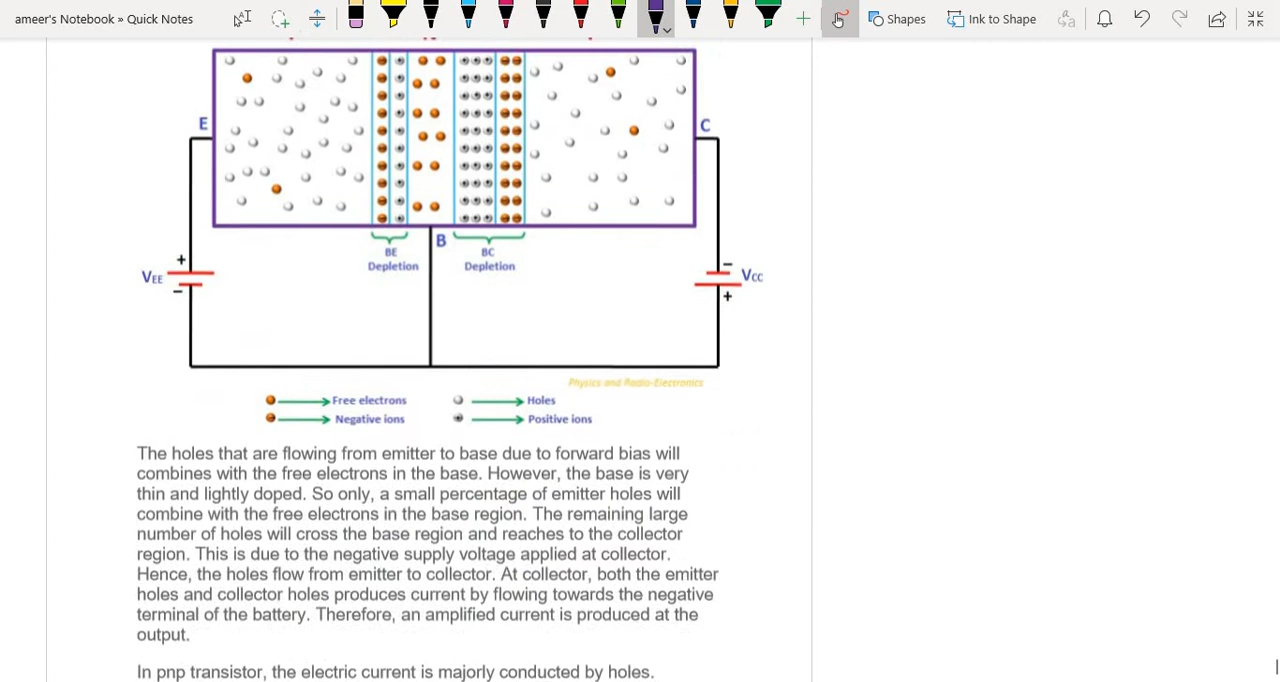 ameer's Notebook » Quick Notes
Shapes
Ink to Shape
E
C
B
BE
Depletion
BC
Depletion
+
VEE
−
−
VCC
+
Physics and Radio-Electronics
Free electrons
Holes
Negative ions
Positive ions
The holes that are flowing from emitter to base due to forward bias will
combines with the free electrons in the base. However, the base is very
thin and lightly doped. So only, a small percentage of emitter holes will
combine with the free electrons in the base region. The remaining large
number of holes will cross the base region and reaches to the collector
region. This is due to the negative supply voltage applied at collector.
Hence, the holes flow from emitter to collector. At collector, both the emitter
holes and collector holes produces current by flowing towards the negative
terminal of the battery. Therefore, an amplified current is produced at the
output.
In pnp transistor, the electric current is majorly conducted by holes.